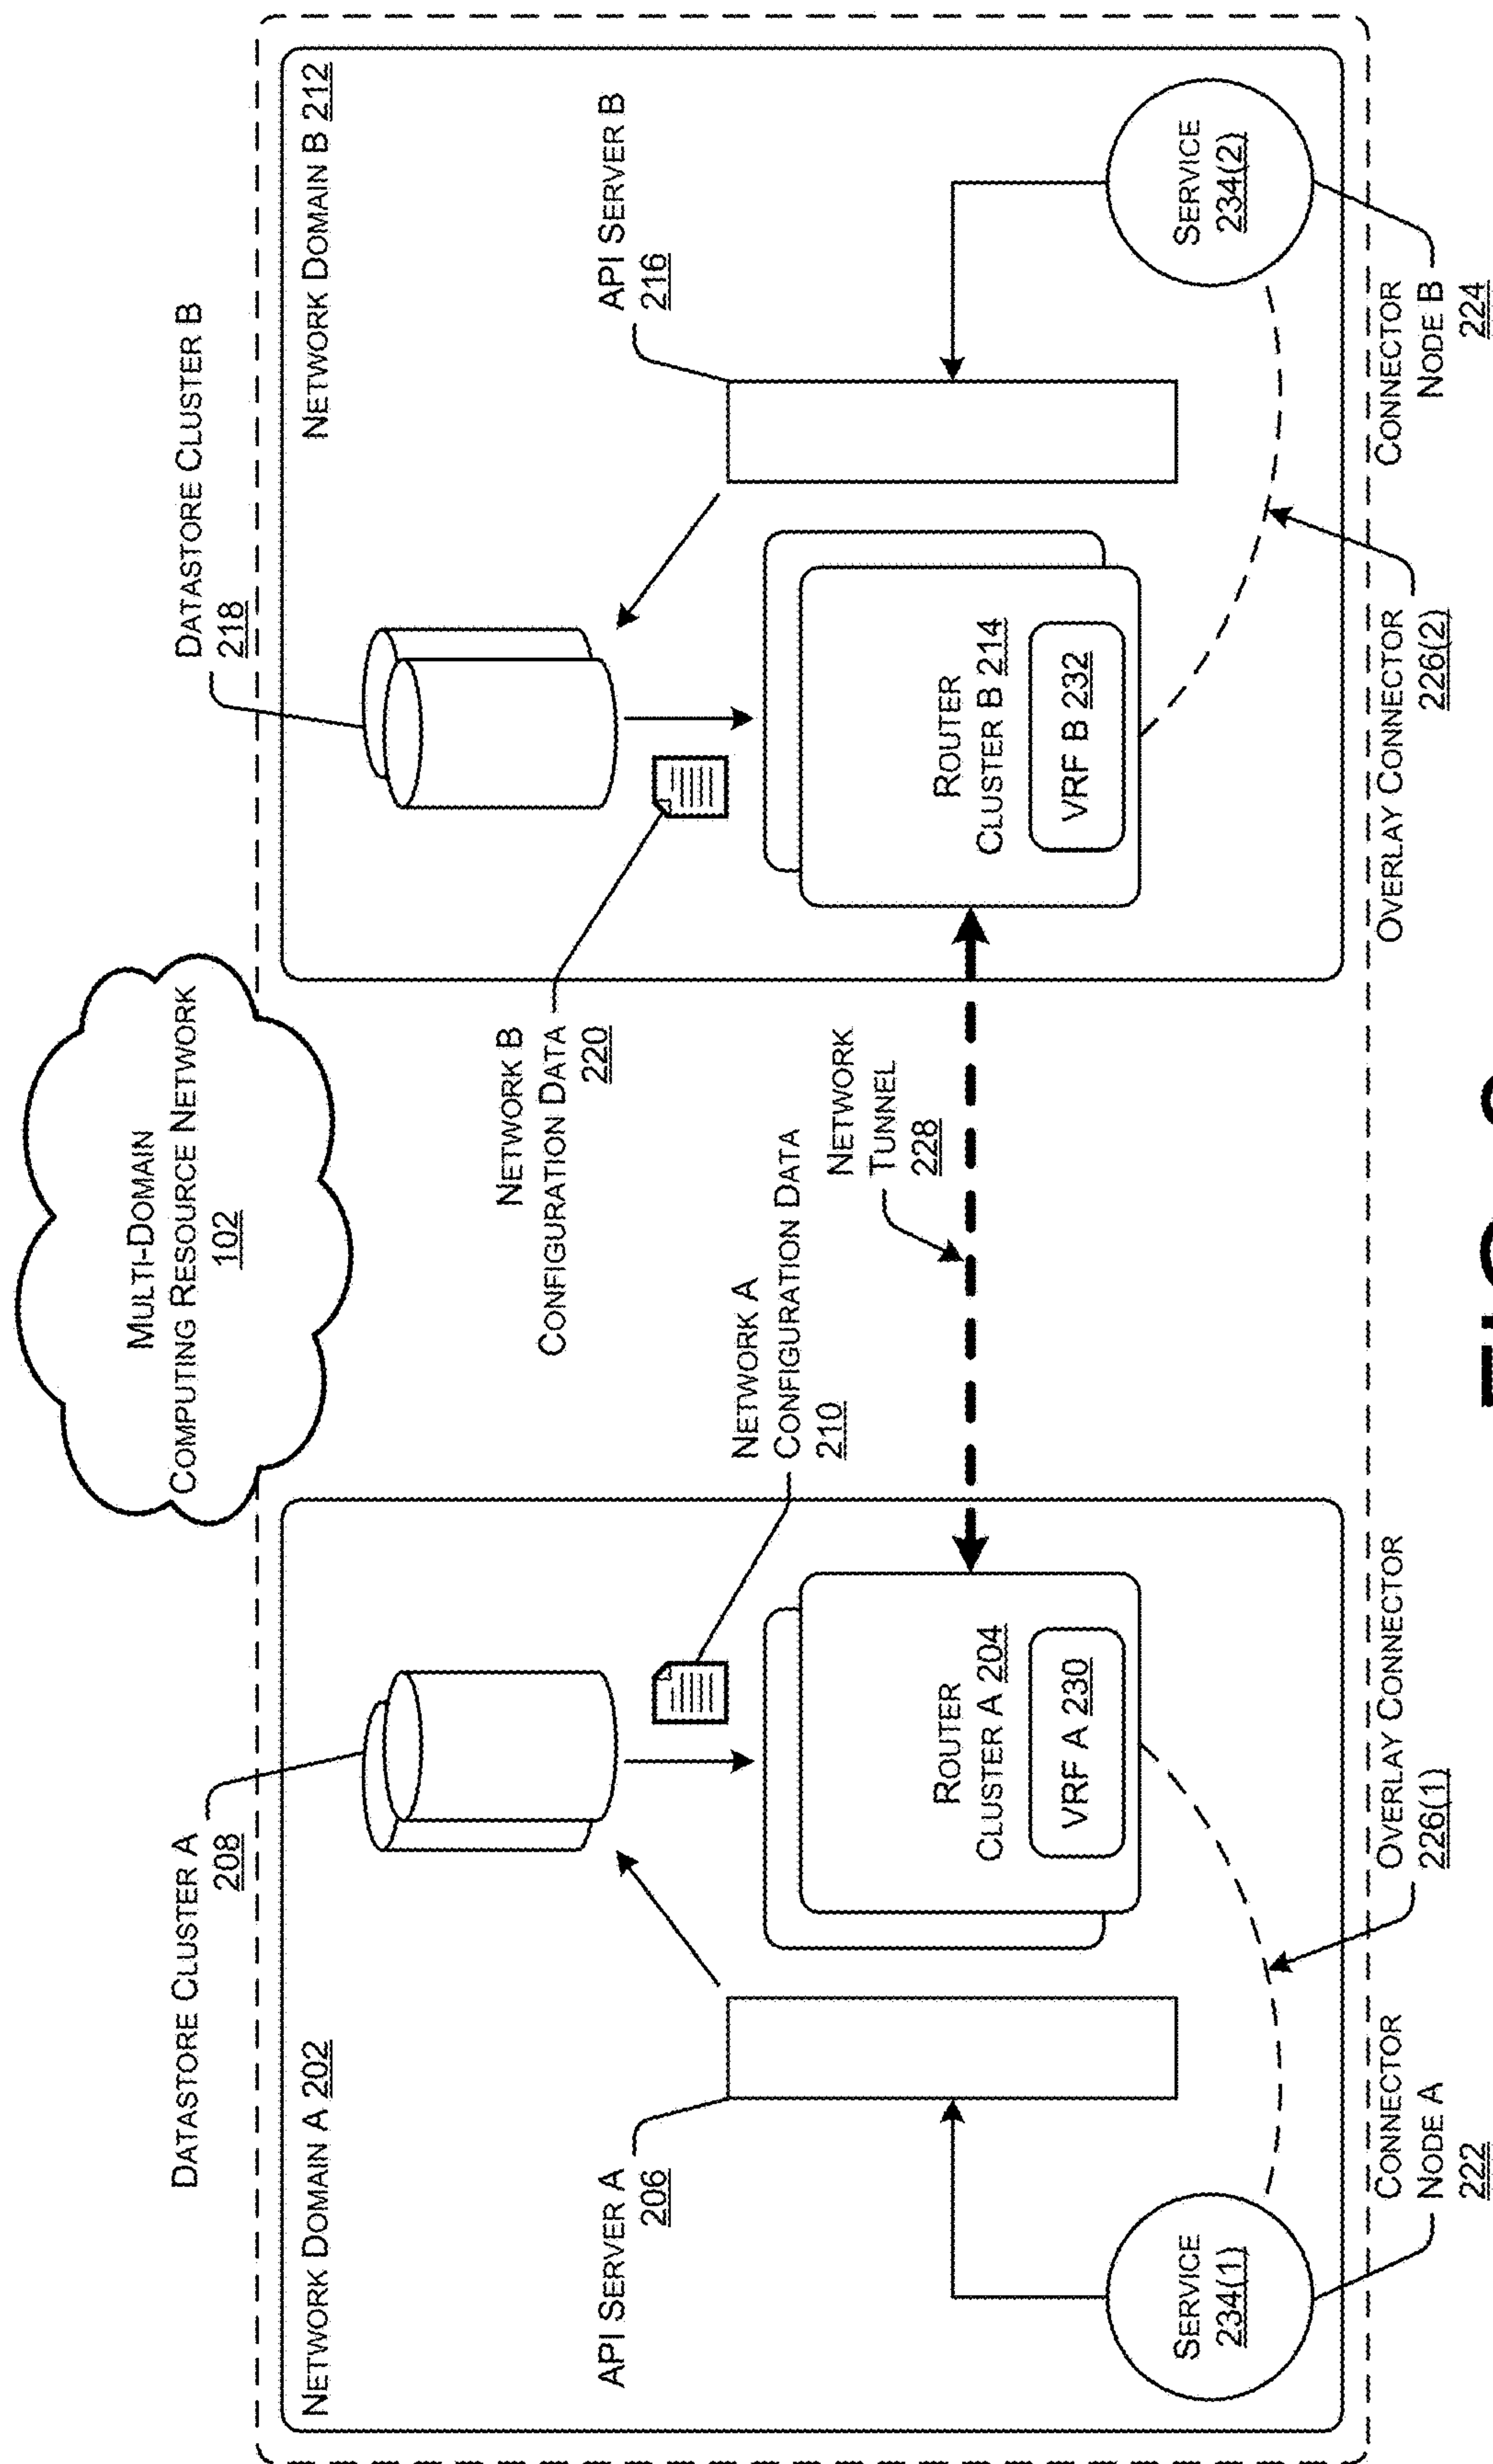 MULTI-DOMAIN
COMPUTING RESOURCE NETWORK
102
DATASTORE CLUSTER A
208
DATASTORE CLUSTER B
218
NETWORK DOMAIN A 202
NETWORK DOMAIN B 212
API SERVER A
206
NETWORK A
CONFIGURATION DATA
210
NETWORK B
CONFIGURATION DATA
220
API SERVER B
216
NETWORK
TUNNEL
228
ROUTER
CLUSTER A 204
VRF A 230
ROUTER
CLUSTER B 214
VRF B 232
SERVICE
234(1)
SERVICE
234(2)
CONNECTOR
NODE A
222
OVERLAY CONNECTOR
226(1)
OVERLAY CONNECTOR
226(2)
CONNECTOR
NODE B
224